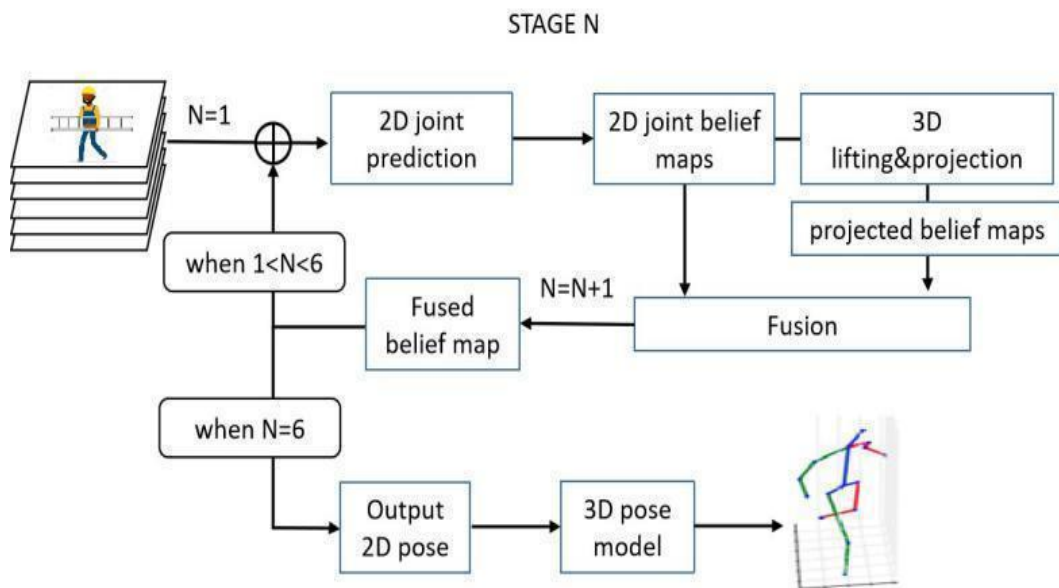 STAGE N
N=1
2D joint
prediction
2D joint belief
maps
3D
lifting&projection
projected belief maps
when 1<N<6
Fused
belief map
N=N+1
Fusion
when N=6
Output
2D pose
3D pose
model